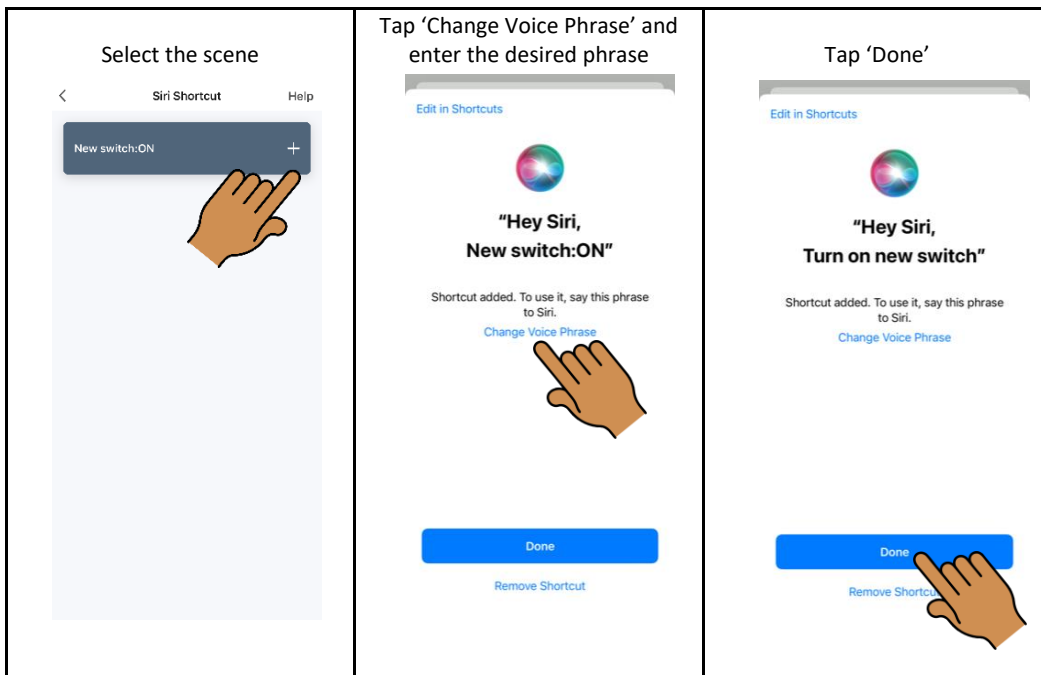 Select the scene
Siri Shortcut
Help
New switch:ON
Tap ‘Change Voice Phrase’ and
enter the desired phrase
Edit in Shortcuts
“Hey Siri,
New switch:ON”
Shortcut added. To use it, say this phrase
to Siri.
Change Voice Phrase
Done
Remove Shortcut
Tap ‘Done’
Edit in Shortcuts
“Hey Siri,
Turn on new switch”
Shortcut added. To use it, say this phrase
to Siri.
Change Voice Phrase
Done
Remove Shortcu